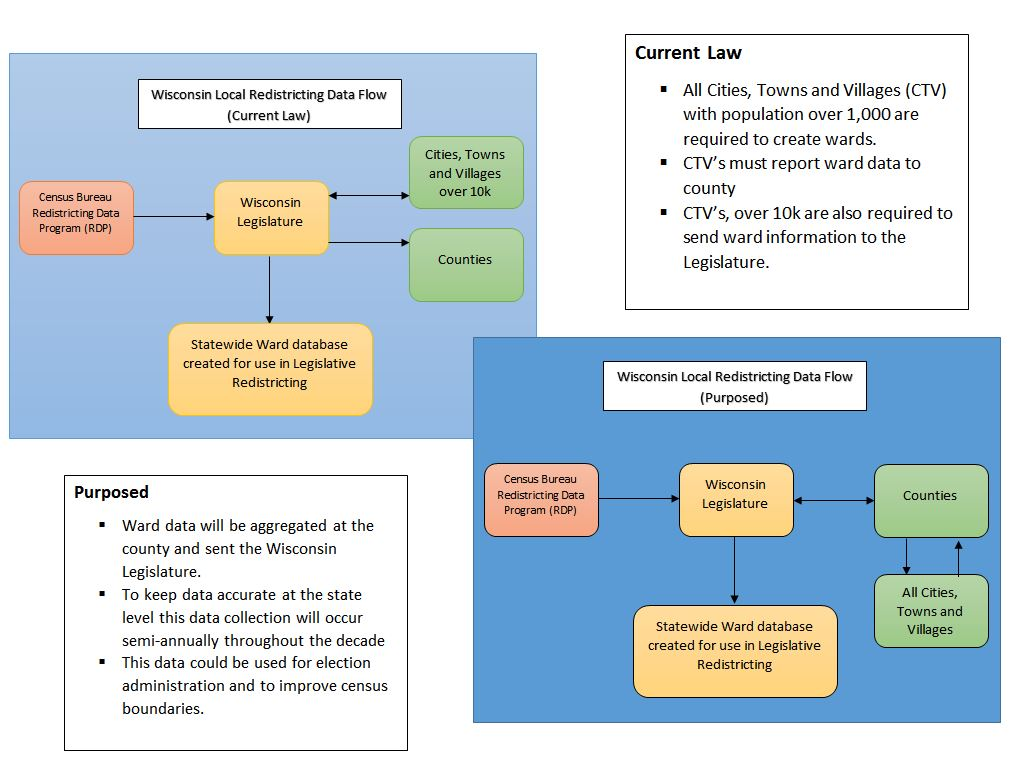 Wisconsin Local Redistricting Data Flow
(Current Law)
Census Bureau
Redistricting Data
Program (RDP)
Wisconsin
Legislature
Cities, Towns
and Villages
over 10k
Counties
Statewide Ward database
created for use in Legislative
Redistricting
Current Law
▪ All Cities, Towns and Villages (CTV)
with population over 1,000 are
required to create wards.
▪ CTV's must report ward data to
county
▪ CTV's, over 10k are also required to
send ward information to the
Legislature.
Purposed
▪ Ward data will be aggregated at the
county and sent the Wisconsin
Legislature.
▪ To keep data accurate at the state
level this data collection will occur
semi-annually throughout the decade
▪ This data could be used for election
administration and to improve census
boundaries.
Wisconsin Local Redistricting Data Flow
(Purposed)
Census Bureau
Redistricting Data
Program (RDP)
Wisconsin
Legislature
Counties
All Cities,
Towns and
Villages
Statewide Ward database
created for use in Legislative
Redistricting